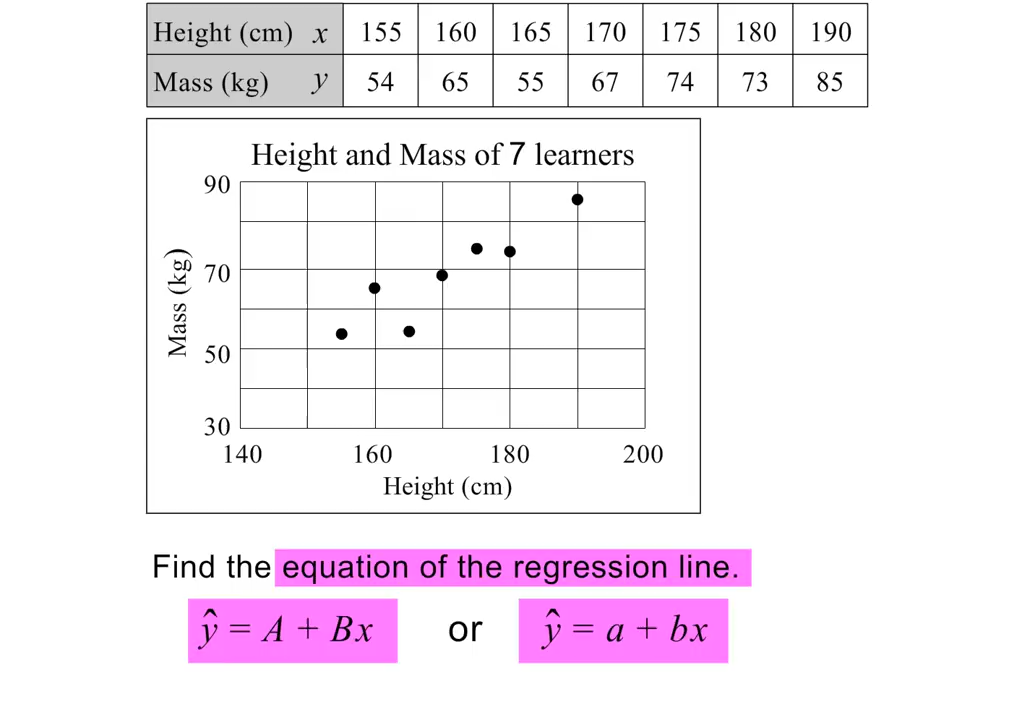 Height (cm) x 155 160 165 170 175 180 190
Mass (kg) y 54 65 55 67 74 73 85
Height and Mass of 7 learners
90
70
50
30
Mass (kg)
140 160 180 200
Height (cm)
Find the equation of the regression line.
ŷ = A + Bx or ŷ = a + bx